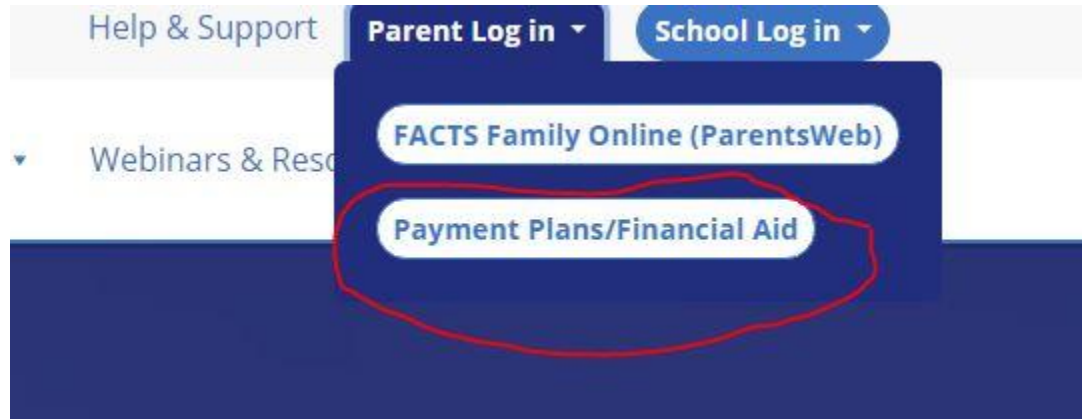 Help & Support
Parent Log in
School Log in
FACTS Family Online (ParentsWeb)
Webinars & Reso
Payment Plans/Financial Aid